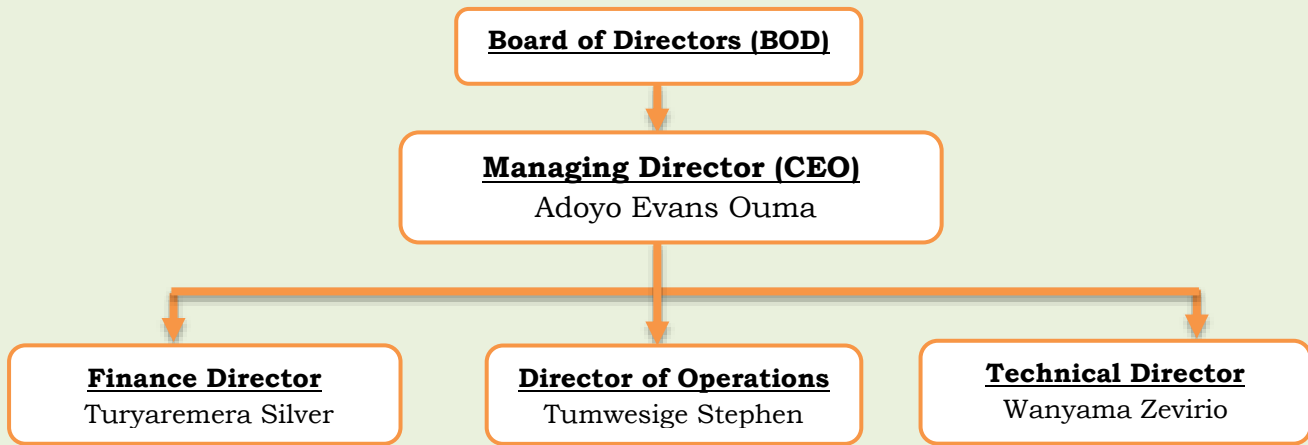 Board of Directors (BOD)
Managing Director (CEO)
Adoyo Evans Ouma
Finance Director
Turyaremera Silver
Director of Operations
Tumwesige Stephen
Technical Director
Wanyama Zevirio